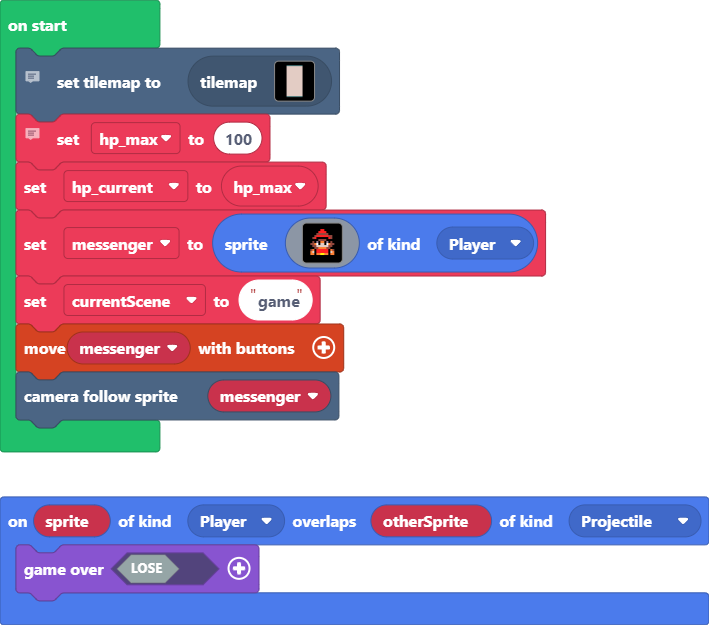 on start
set tilemap to tilemap
set hp_max to 100
set hp_current to hp_max
set messenger to sprite of kind Player
set currentScene to "game"
move messenger with buttons
camera follow sprite messenger
on sprite of kind Player overlaps otherSprite of kind Projectile
game over LOSE